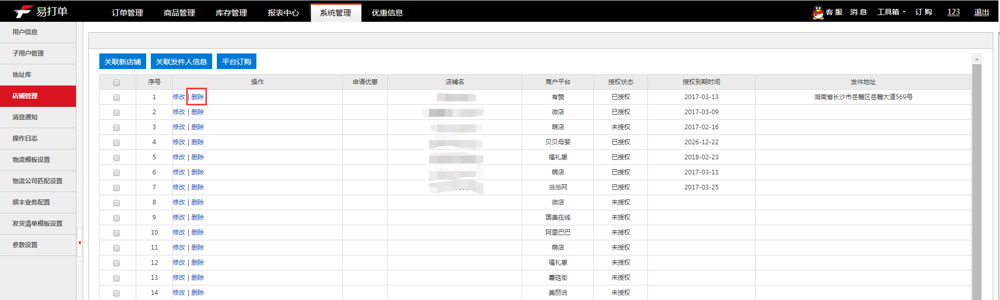 易打单 订单管理 商品管理 库存管理 报表中心 系统管理 优惠信息 客服 消息 工具箱 订购 123 退出
用户信息
子用户管理
地址库
店铺管理
消息通知
操作日志
物流模板设置
物流公司匹配设置
顺丰业务配置
发货清单模板设置
参数设置
关联新店铺 关联发件人信息 平台订购
序号 操作 申请优惠 店铺名 商户平台 授权状态 授权到期时间 发件地址
1 修改 | 删除 有赞 已授权 2017-03-13 湖南省长沙市岳麓区岳麓大道569号
2 修改 | 删除 微店 已授权 2017-03-09
3 修改 | 删除 萌店 未授权 2017-02-16
4 修改 | 删除 贝贝母婴 已授权 2026-12-22
5 修改 | 删除 福礼惠 已授权 2018-02-23
6 修改 | 删除 萌店 已授权 2017-03-11
7 修改 | 删除 当当网 已授权 2017-03-25
8 修改 | 删除 微店 未授权
9 修改 | 删除 国美在线 未授权
10 修改 | 删除 阿里巴巴 未授权
11 修改 | 删除 萌店 未授权
12 修改 | 删除 福礼惠 未授权
13 修改 | 删除 蘑菇街 未授权
14 修改 | 删除 美丽说 未授权